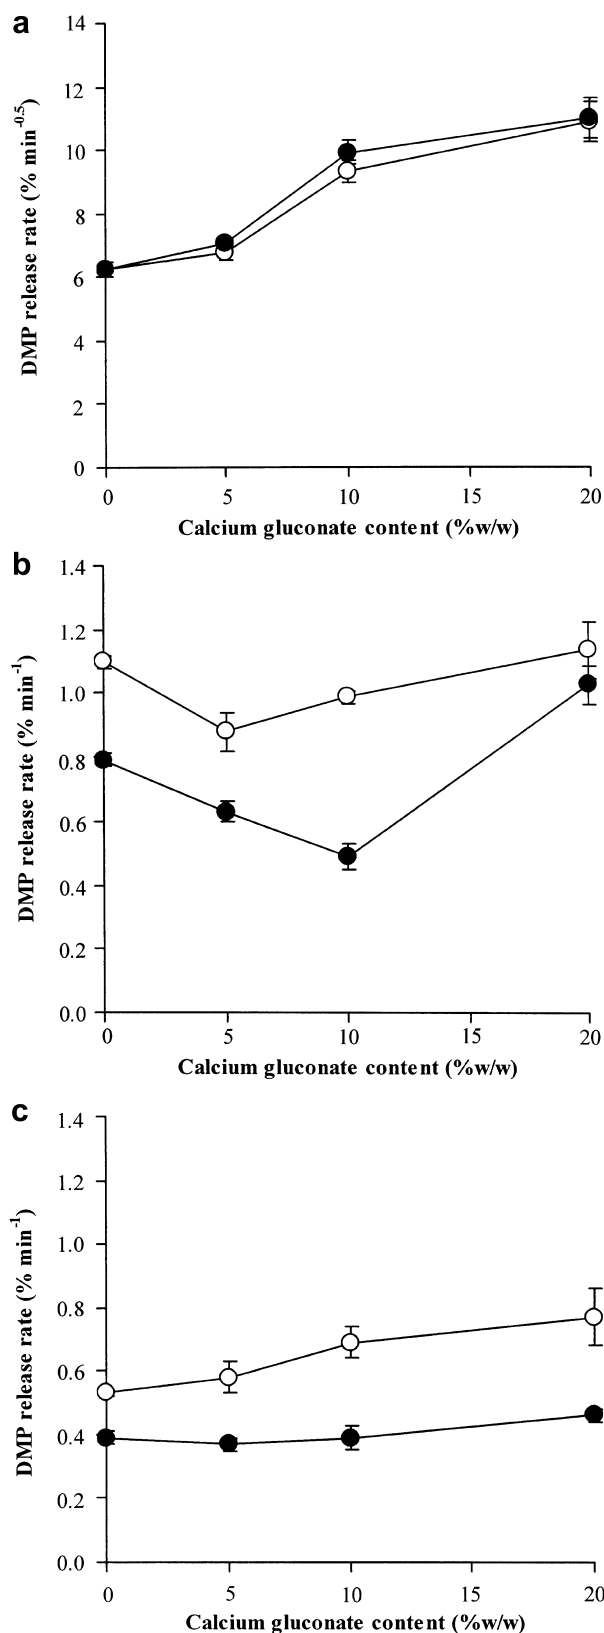 a
14
12
10
8
6
4
2
0
DMP release rate (% min⁻⁰·⁵)
0 5 10 15 20
Calcium gluconate content (%w/w)
b
1.4
1.2
1.0
0.8
0.6
0.4
0.2
0.0
DMP release rate (% min⁻¹)
0 5 10 15 20
Calcium gluconate content (%w/w)
c
1.4
1.2
1.0
0.8
0.6
0.4
0.2
0.0
DMP release rate (% min⁻¹)
0 5 10 15 20
Calcium gluconate content (%w/w)